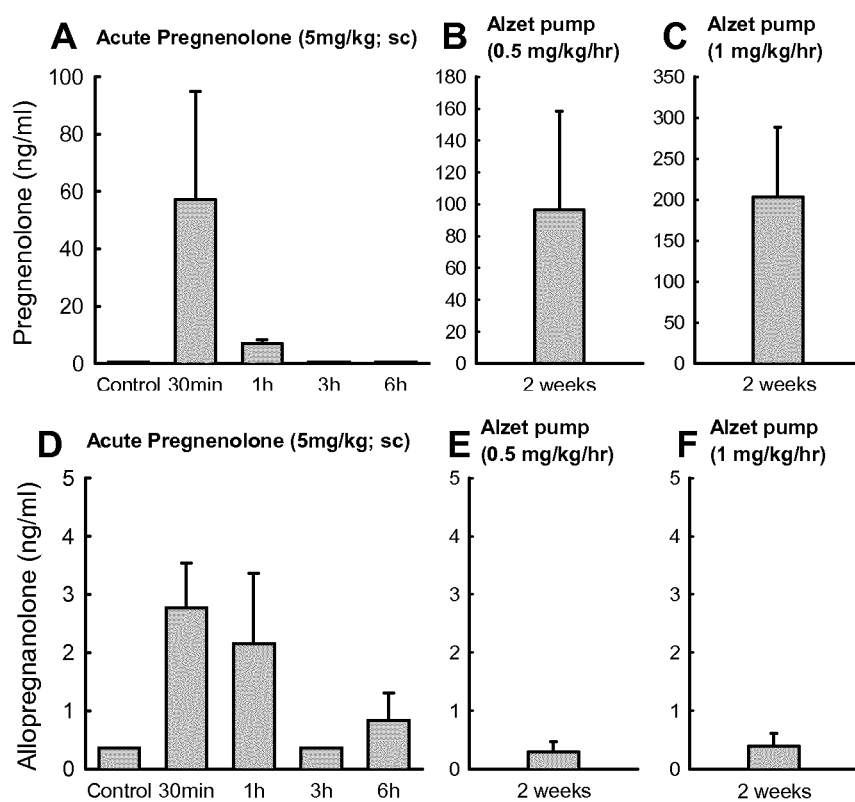 A Acute Pregnenolone (5mg/kg; sc)
Pregnenolone (ng/ml)
100
80
60
40
20
0
Control 30min 1h 3h 6h
B Alzet pump
(0.5 mg/kg/hr)
180
160
140
120
100
80
60
40
20
0
2 weeks
C Alzet pump
(1 mg/kg/hr)
350
300
250
200
150
100
50
0
2 weeks
D Acute Pregnenolone (5mg/kg; sc)
Allopregnanolone (ng/ml)
5
4
3
2
1
0
Control 30min 1h 3h 6h
E Alzet pump
(0.5 mg/kg/hr)
5
4
3
2
1
0
2 weeks
F Alzet pump
(1 mg/kg/hr)
5
4
3
2
1
0
2 weeks